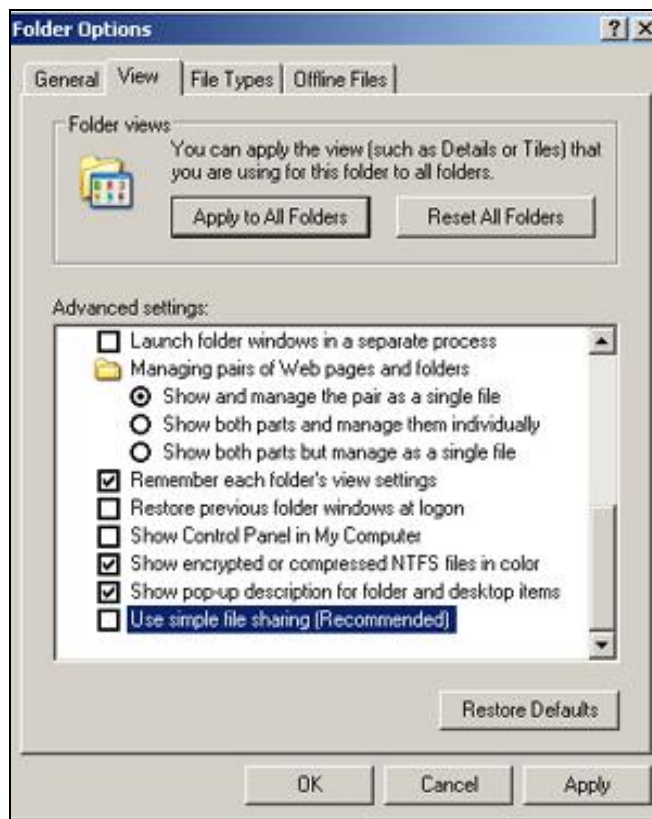 Folder Options
General
View
File Types
Offline Files
Folder views
You can apply the view (such as Details or Tiles) that
you are using for this folder to all folders.
Apply to All Folders
Reset All Folders
Advanced settings:
Launch folder windows in a separate process
Managing pairs of Web pages and folders
Show and manage the pair as a single file
Show both parts and manage them individually
Show both parts but manage as a single file
Remember each folder's view settings
Restore previous folder windows at logon
Show Control Panel in My Computer
Show encrypted or compressed NTFS files in color
Show pop-up description for folder and desktop items
Use simple file sharing (Recommended)
Restore Defaults
OK
Cancel
Apply